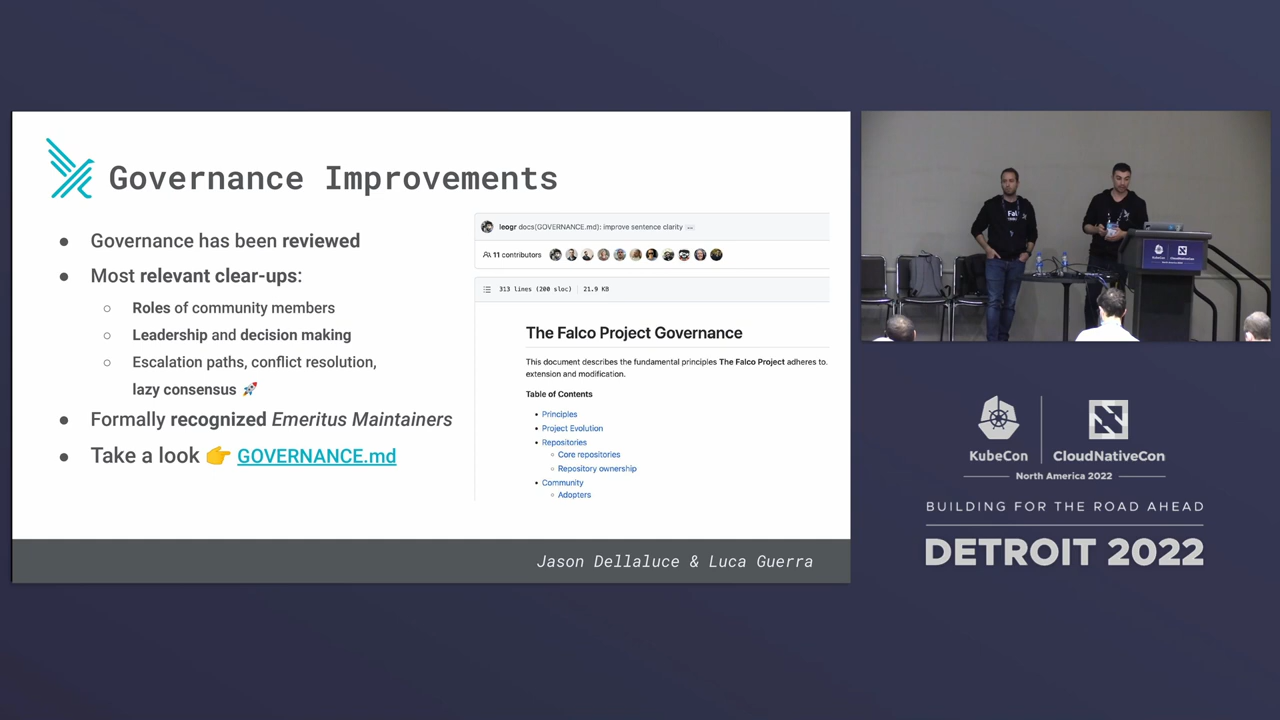 Governance Improvements
● Governance has been reviewed
● Most relevant clear-ups:
○ Roles of community members
○ Leadership and decision making
○ Escalation paths, conflict resolution,
lazy consensus 🚀
● Formally recognized Emeritus Maintainers
● Take a look 👉 GOVERNANCE.md
leogr docs(GOVERNANCE.md): improve sentence clarity ...
11 contributors
313 lines (200 sloc) | 21.9 KB
The Falco Project Governance
This document describes the fundamental principles The Falco Project adheres to.
extension and modification.
Table of Contents
• Principles
• Project Evolution
• Repositories
○ Core repositories
○ Repository ownership
• Community
○ Adopters
Jason Dellaluce & Luca Guerra
KubeCon
CloudNativeCon
KubeCon CloudNativeCon
North America 2022
BUILDING FOR THE ROAD AHEAD
DETROIT 2022